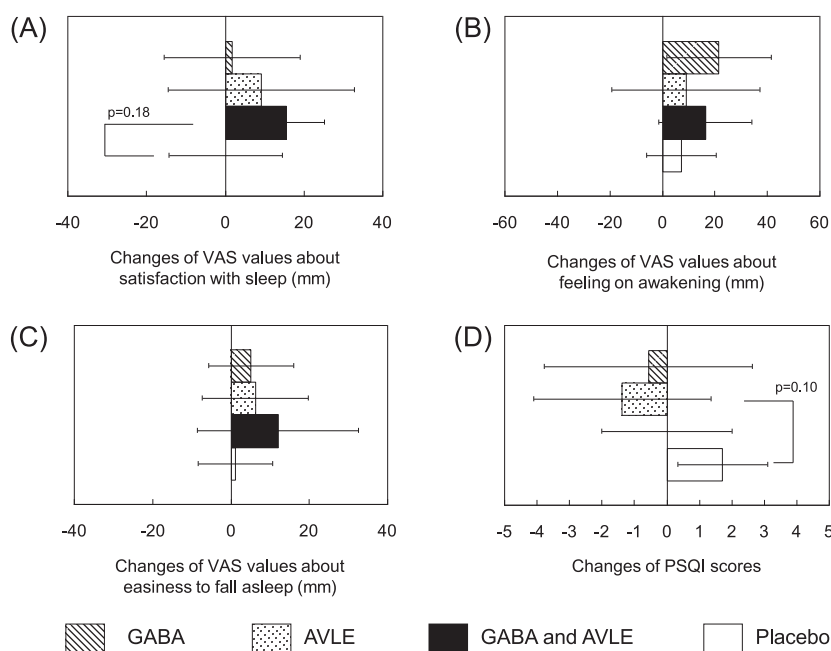 (A)
p=0.18
-40 -20 0 20 40
Changes of VAS values about
satisfaction with sleep (mm)
(B)
-60 -40 -20 0 20 40 60
Changes of VAS values about
feeling on awakening (mm)
(C)
-40 -20 0 20 40
Changes of VAS values about
easiness to fall asleep (mm)
(D)
p=0.10
-5 -4 -3 -2 -1 0 1 2 3 4 5
Changes of PSQI scores
GABA AVLE GABA and AVLE Placebo